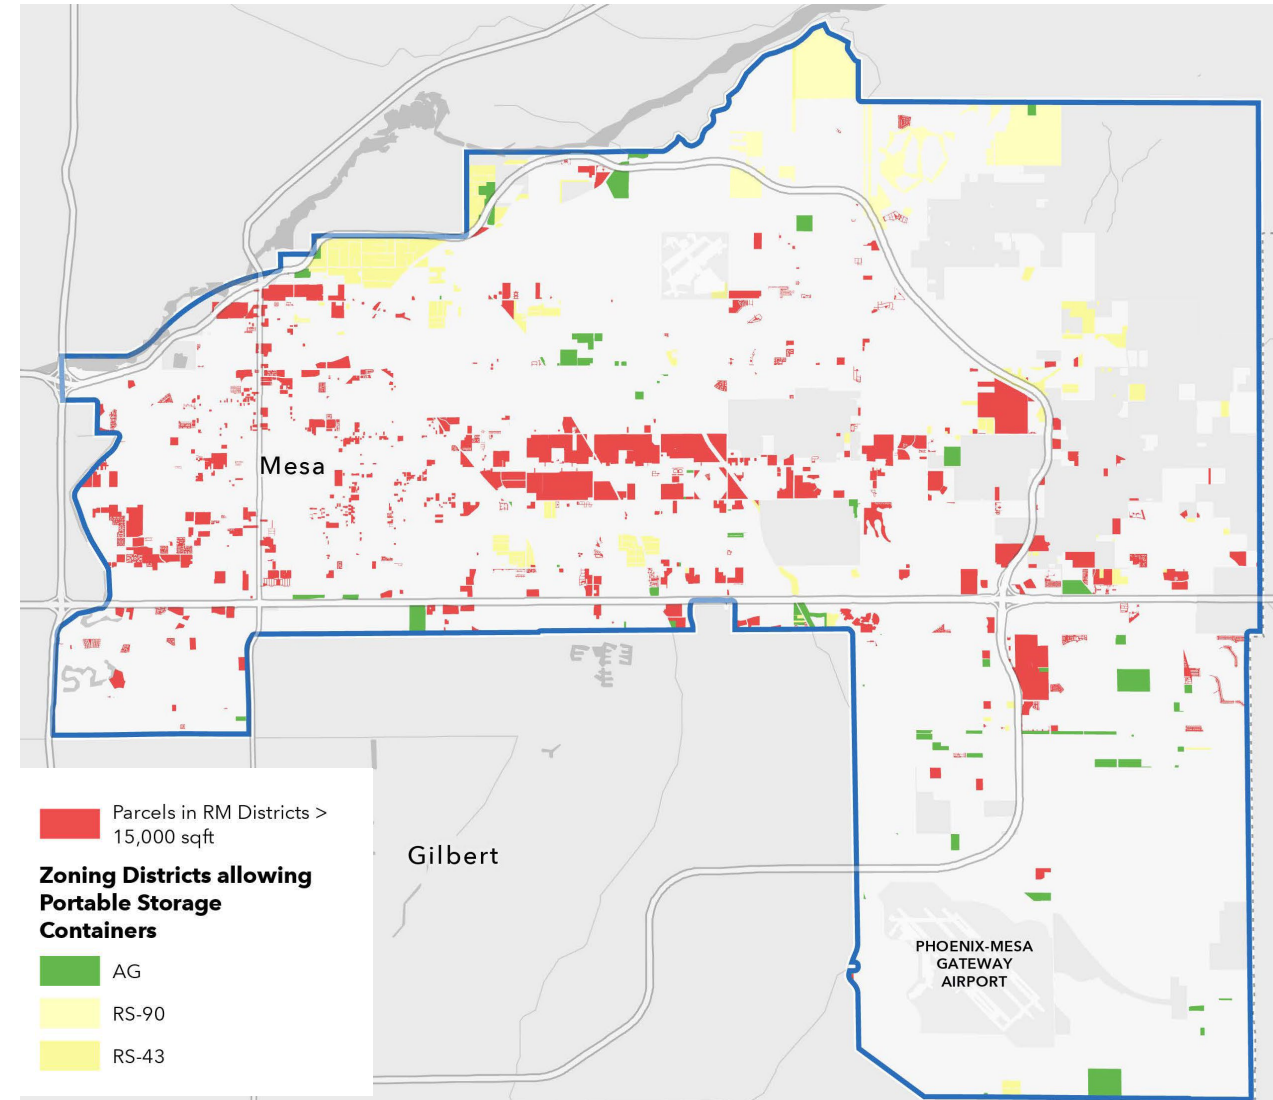 Mesa
Gilbert
PHOENIX-MESA
GATEWAY
AIRPORT
Parcels in RM Districts >
15,000 sqft
Zoning Districts allowing
Portable Storage
Containers
AG
RS-90
RS-43